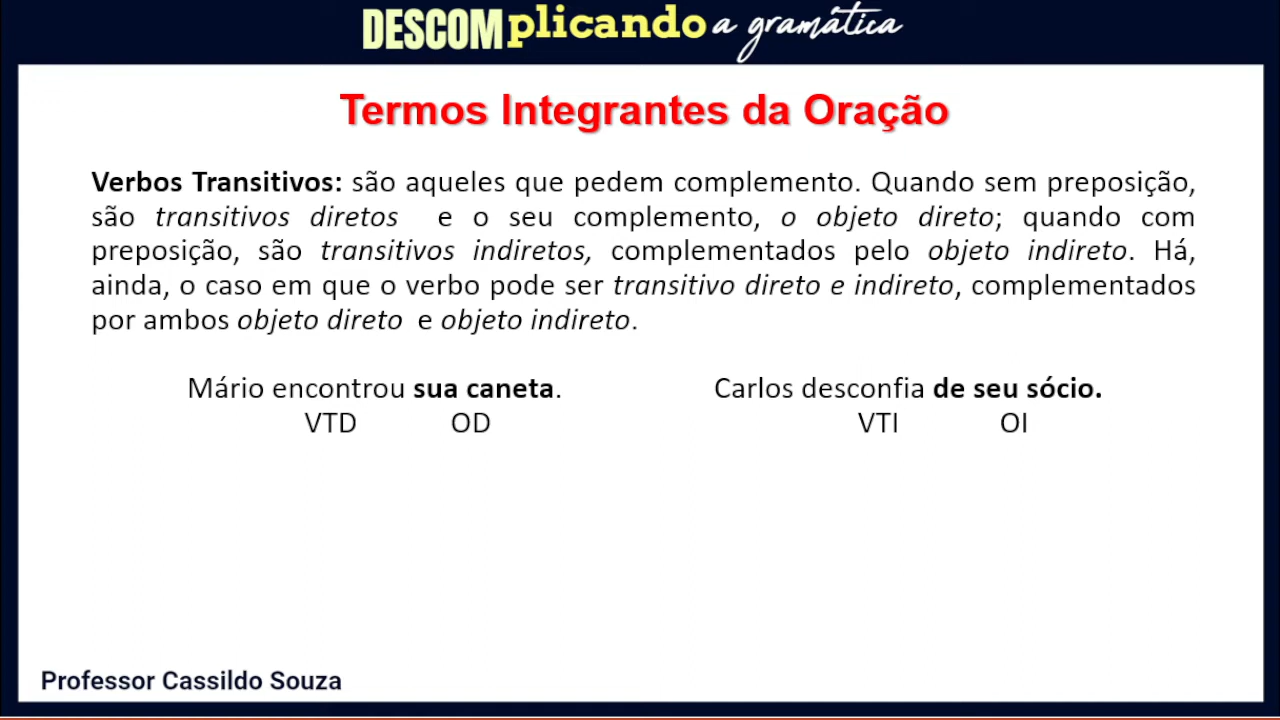 DESCOMplicando a gramática
Termos Integrantes da Oração
Verbos Transitivos: são aqueles que pedem complemento. Quando sem preposição,
são transitivos diretos e o seu complemento, o objeto direto; quando com
preposição, são transitivos indiretos, complementados pelo objeto indireto. Há,
ainda, o caso em que o verbo pode ser transitivo direto e indireto, complementados
por ambos objeto direto e objeto indireto.
Mário encontrou sua caneta. Carlos desconfia de seu sócio.
VTD OD VTI OI
Professor Cassildo Souza